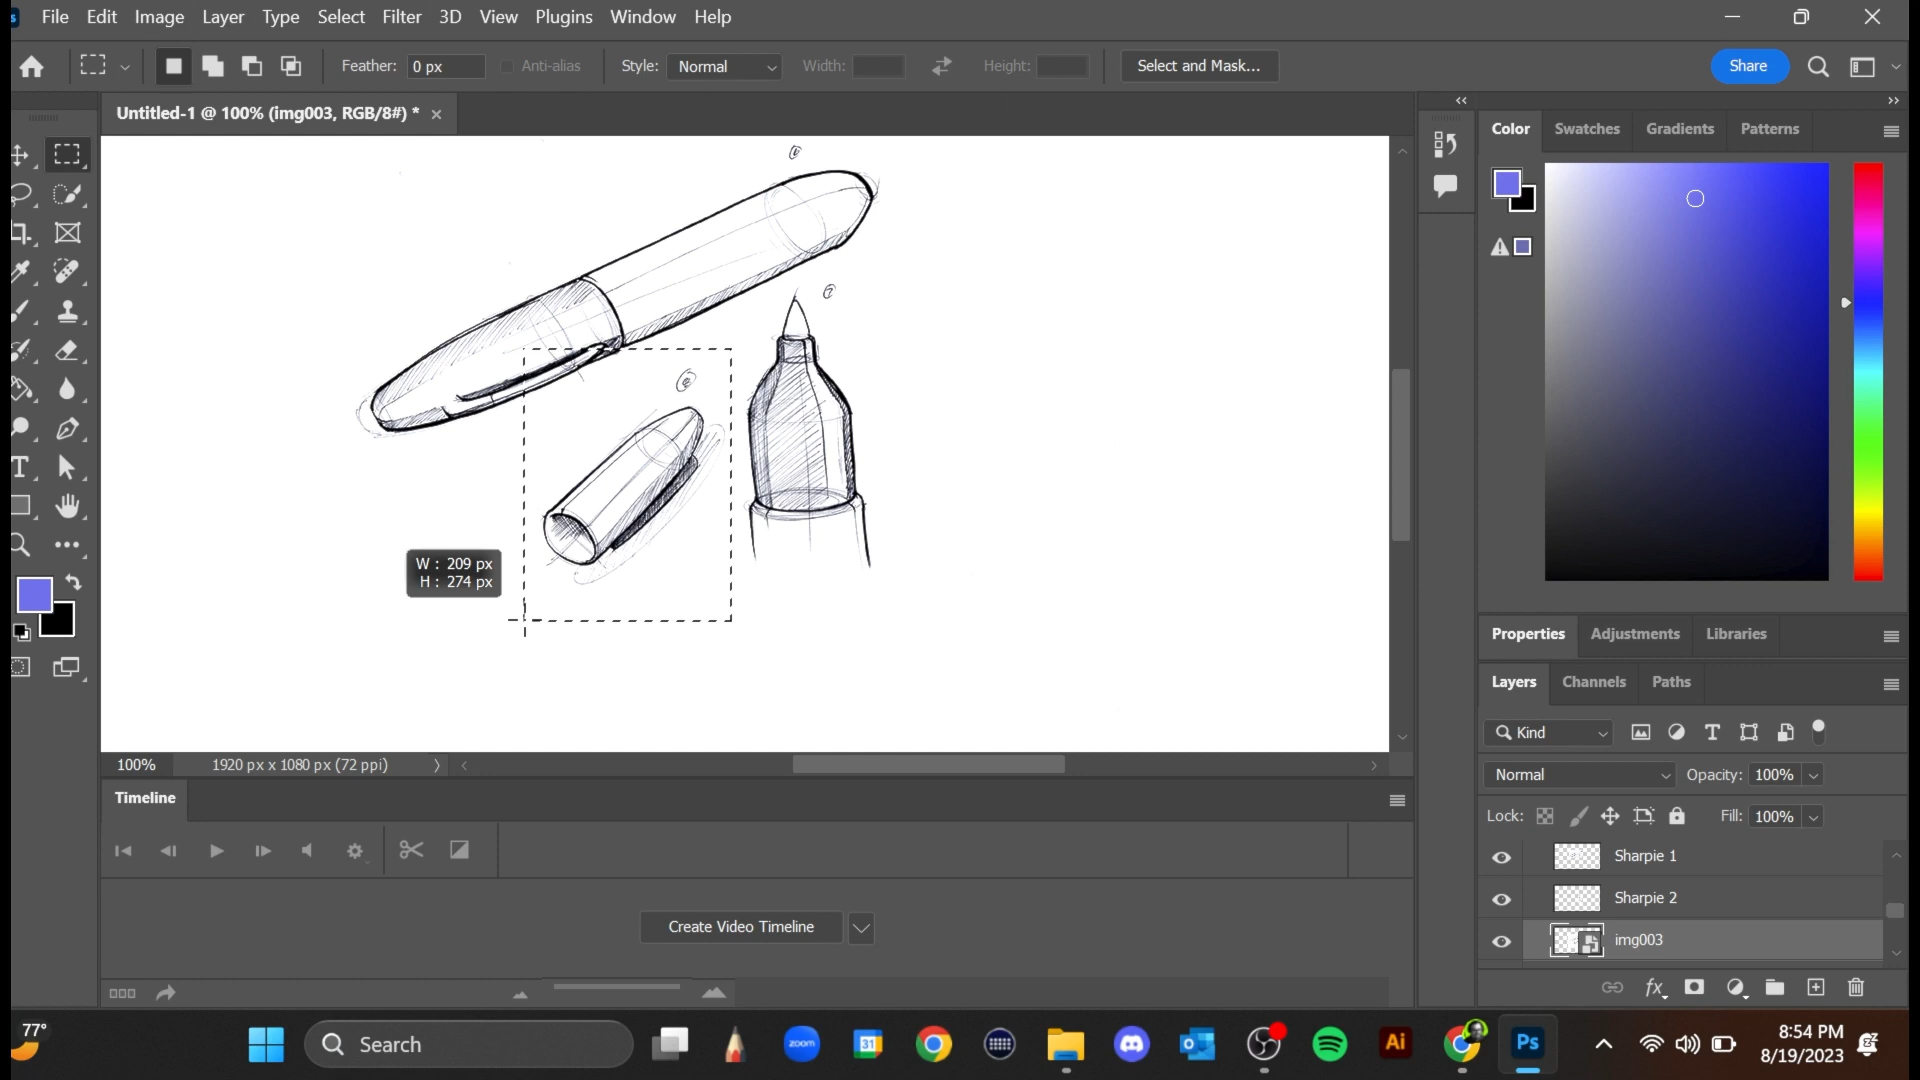 File Edit Image Layer Type Select Filter 3D View Plugins Window Help
Feather: 0 px Anti-alias Style: Normal Width: Height: Select and Mask... Share
Untitled-1 @ 100% (img003, RGB/8#) *
Color Swatches Gradients Patterns
W : 209 px
H : 274 px
100% 1920 px x 1080 px (72 ppi)
Timeline
Create Video Timeline
Properties Adjustments Libraries
Layers Channels Paths
Kind
Normal Opacity: 100%
Lock: Fill: 100%
Sharpie 1
Sharpie 2
img003
77°
Search
zoom
31
Ai
Ps
8:54 PM
8/19/2023